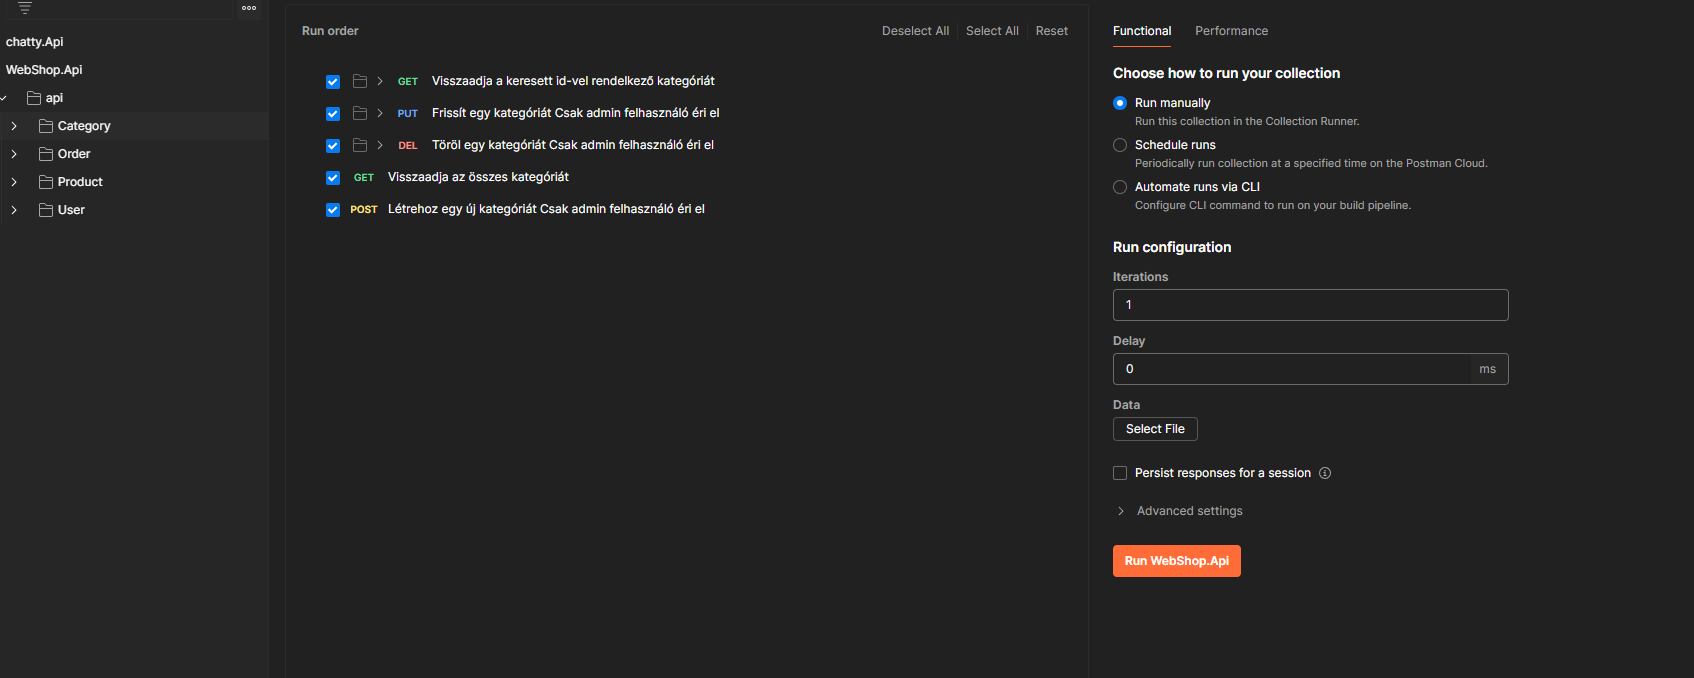 chatty.Api
WebShop.Api
api
Category
Order
Product
User
Run order
Deselect All
Select All
Reset
GET Visszaadja a keresett id-vel rendelkező kategóriát
PUT Frissít egy kategóriát Csak admin felhasználó éri el
DEL Töröl egy kategóriát Csak admin felhasználó éri el
GET Visszaadja az összes kategóriát
POST Létrehoz egy új kategóriát Csak admin felhasználó éri el
Functional
Performance
Choose how to run your collection
Run manually
Run this collection in the Collection Runner.
Schedule runs
Periodically run collection at a specified time on the Postman Cloud.
Automate runs via CLI
Configure CLI command to run on your build pipeline.
Run configuration
Iterations
1
Delay
0 ms
Data
Select File
Persist responses for a session
Advanced settings
Run WebShop.Api